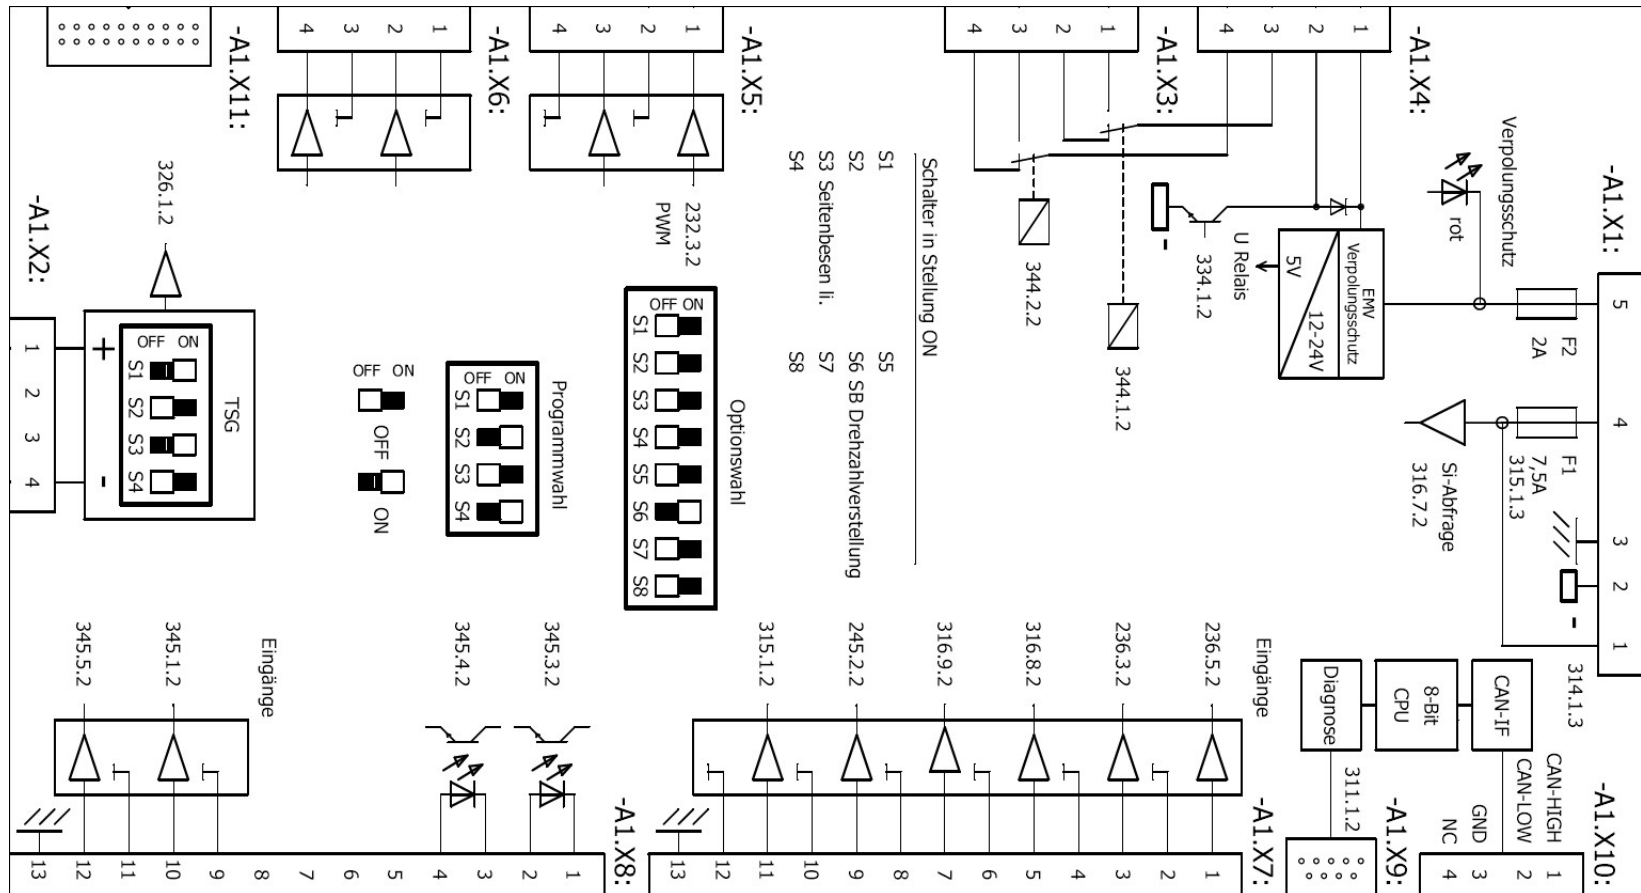 -A1.X11:
4
3
2
1
-A1.X6:
4
3
2
1
-A1.X5:
4
3
2
1
-A1.X3:
4
3
2
1
-A1.X4:
Verpolungsschutz
rot
-A1.X1:
5
4
3
2
1
F2
2A
F1
7,5A
315.1.3
Si-Abfrage
316.7.2
-
314.1.3
EMV
Verpolungsschutz
12-24V
5V
U Relais
334.1.2
-
344.2.2
344.1.2
Schalter in Stellung ON
S1
S2
S3 Seitenbesen li.
S4
S5
S6 SB Drehzahlverstellung
S7
S8
232.3.2
PWM
Optionswahl
OFF ON
S1
S2
S3
S4
S5
S6
S7
S8
Programmwahl
OFF ON
S1
S2
S3
S4
OFF ON
OFF
ON
326.1.2
-A1.X2:
1
2
3
4
+
-
TSG
OFF ON
S1
S2
S3
S4
Eingänge
345.5.2
345.1.2
345.4.2
345.3.2
-A1.X8:
13
12
11
10
9
8
7
6
5
4
3
2
1
Eingänge
315.1.2
245.2.2
316.9.2
316.8.2
236.3.2
236.5.2
-A1.X7:
13
12
11
10
9
8
7
6
5
4
3
2
1
Diagnose
8-Bit
CPU
CAN-IF
311.1.2
-A1.X9:
CAN-HIGH
CAN-LOW
GND
NC
-A1.X10:
4
3
2
1